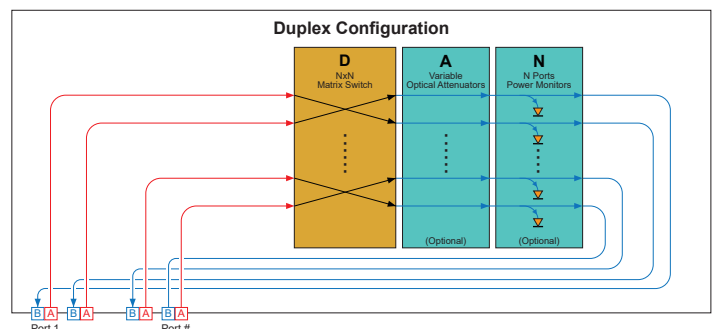 Duplex Configuration
D
NxN
Matrix Switch
A
Variable
Optical Attenuators
(Optional)
N
N Ports
Power Monitors
(Optional)
B A B A B A B A
Port 1 Port #